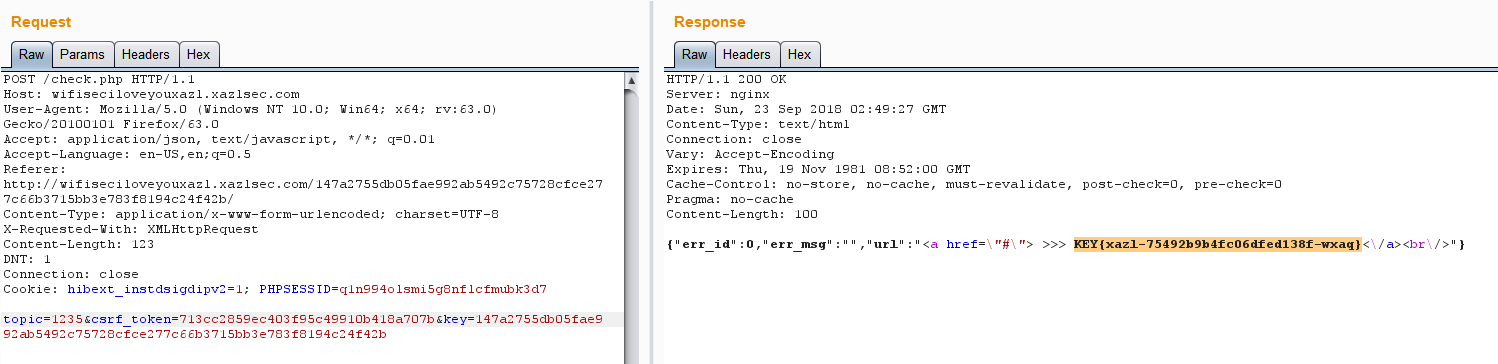 Request
Raw Params Headers Hex
POST /check.php HTTP/1.1
Host: wifiseciloveyouxazl.xazlsec.com
User-Agent: Mozilla/5.0 (Windows NT 10.0; Win64; x64; rv:63.0)
Gecko/20100101 Firefox/63.0
Accept: application/json, text/javascript, */*; q=0.01
Accept-Language: en-US,en;q=0.5
Referer:
http://wifiseciloveyouxazl.xazlsec.com/147a2755db05fae992ab5492c75728cfce27
7c66b3715bb3e783f8194c24f42b/
Content-Type: application/x-www-form-urlencoded; charset=UTF-8
X-Requested-With: XMLHttpRequest
Content-Length: 123
DNT: 1
Connection: close
Cookie: hibext_instdsigdipv2=1; PHPSESSID=q1n994olsmi5g8nflcfmubk3d7
topic=1235&csrf_token=713cc2859ec403f95c49910b418a707b&key=147a2755db05fae9
92ab5492c75728cfce277c66b3715bb3e783f8194c24f42b
Response
Raw Headers Hex
HTTP/1.1 200 OK
Server: nginx
Date: Sun, 23 Sep 2018 02:49:27 GMT
Content-Type: text/html
Connection: close
Vary: Accept-Encoding
Expires: Thu, 19 Nov 1981 08:52:00 GMT
Cache-Control: no-store, no-cache, must-revalidate, post-check=0, pre-check=0
Pragma: no-cache
Content-Length: 100
{"err_id":0,"err_msg":"","url":"<a href=\"#\"> >>> KEY{xazl-75492b9b4fc06dfed138f-wxaq}<\/a><br\/>"}